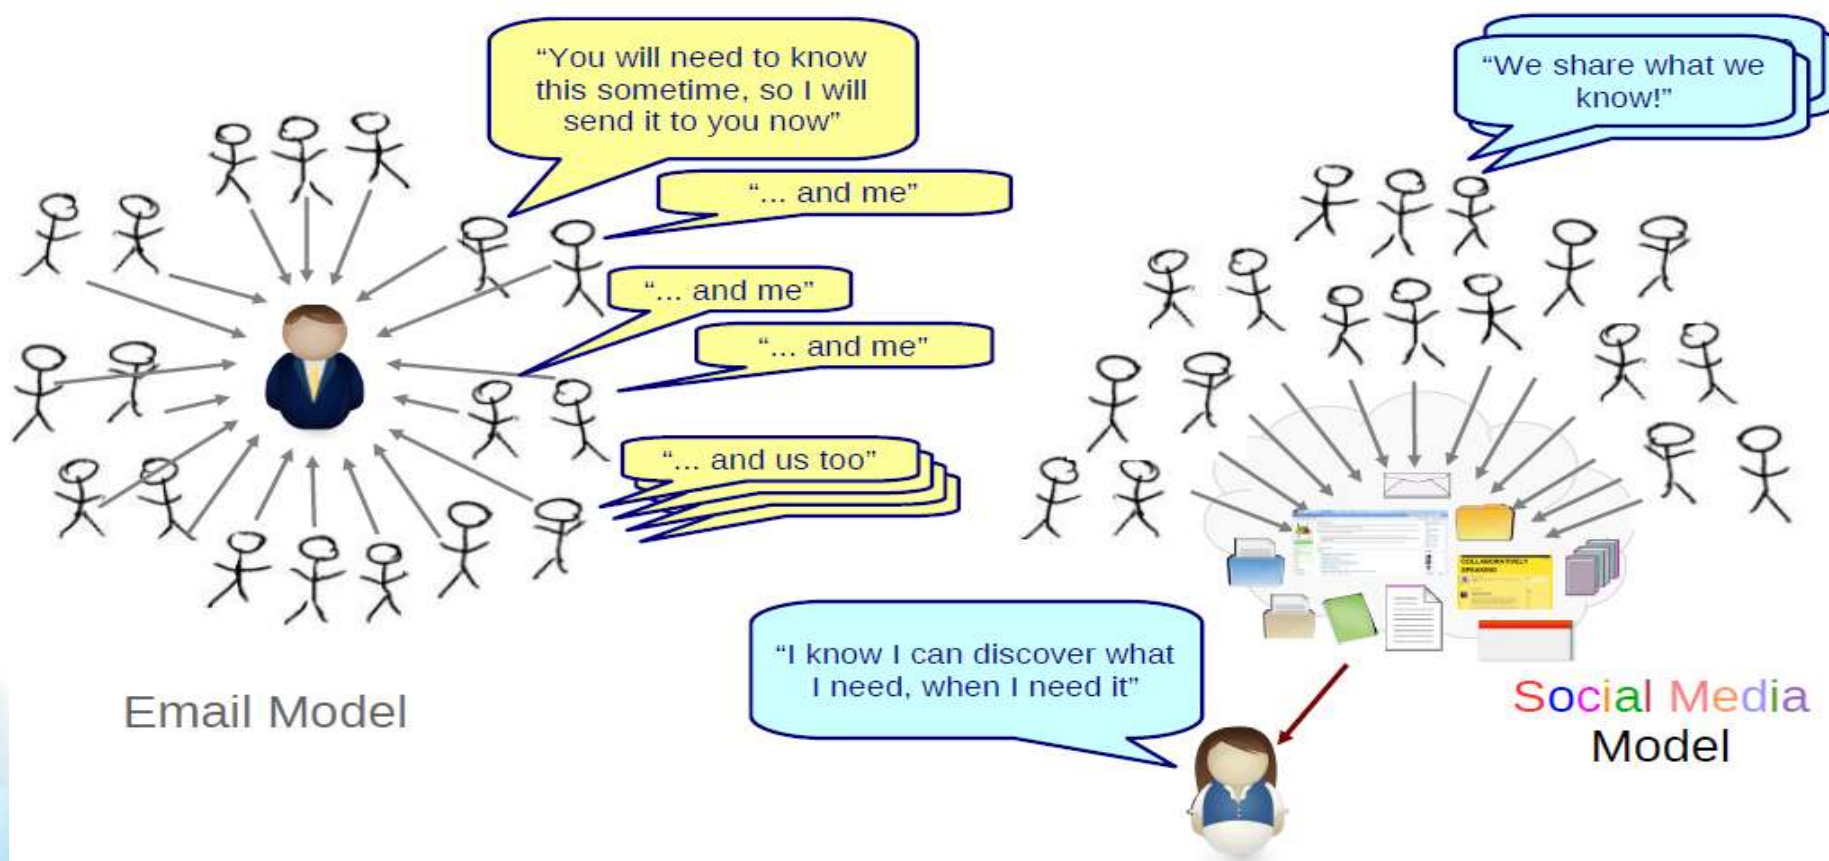 “You will need to know
this sometime, so I will
send it to you now”
“... and me”
“... and me”
“... and me”
“... and us too”
Email Model
“We share what we
know!”
COLLABORATIVELY
SPEAKING
“I know I can discover what
I need, when I need it”
Social Media
Model